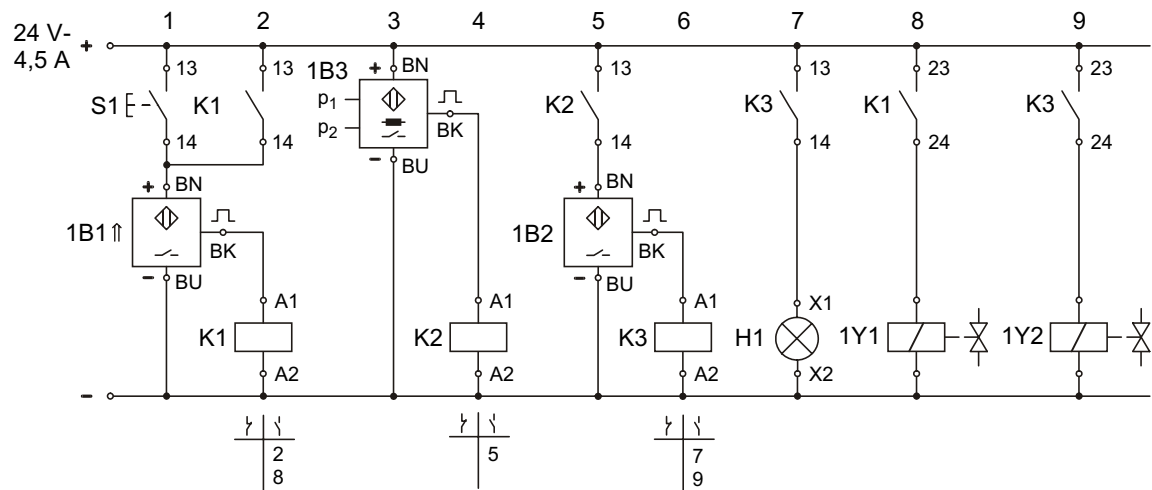 1 2 3 4 5 6 7 8 9
24 V-
4,5 A
+
13 13 + BN 13 13 23 23
1B3
S1 K1 p1 K2 K3 K1 K3
p2 BK
14 14 - BU 14 14 24 24
+ BN + BN
1B1⇑ BK 1B2 BK
- BU - BU
A1 A1 A1 X1
K1 K2 K3 H1 1Y1 1Y2
A2 A2 A2 X2
-
2 5 7
8 9